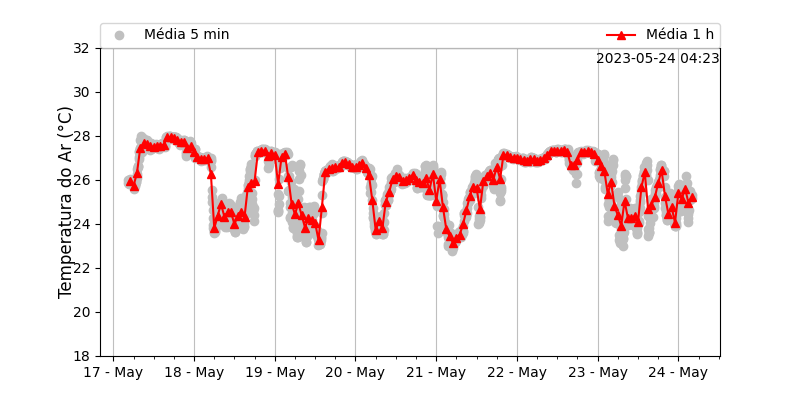 Média 5 min
Média 1 h
2023-05-24 04:23
Temperatura do Ar (°C)
32
30
28
26
24
22
20
18
17 - May
18 - May
19 - May
20 - May
21 - May
22 - May
23 - May
24 - May